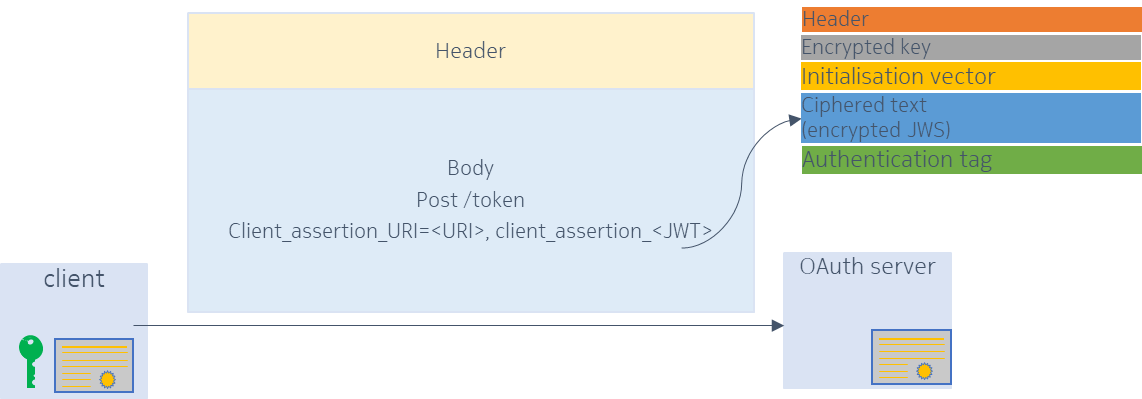 Header
Body
Post /token
Client_assertion_URI=<URI>, client_assertion_<JWT>
Header
Encrypted key
Initialisation vector
Ciphered text
(encrypted JWS)
Authentication tag
client
OAuth server